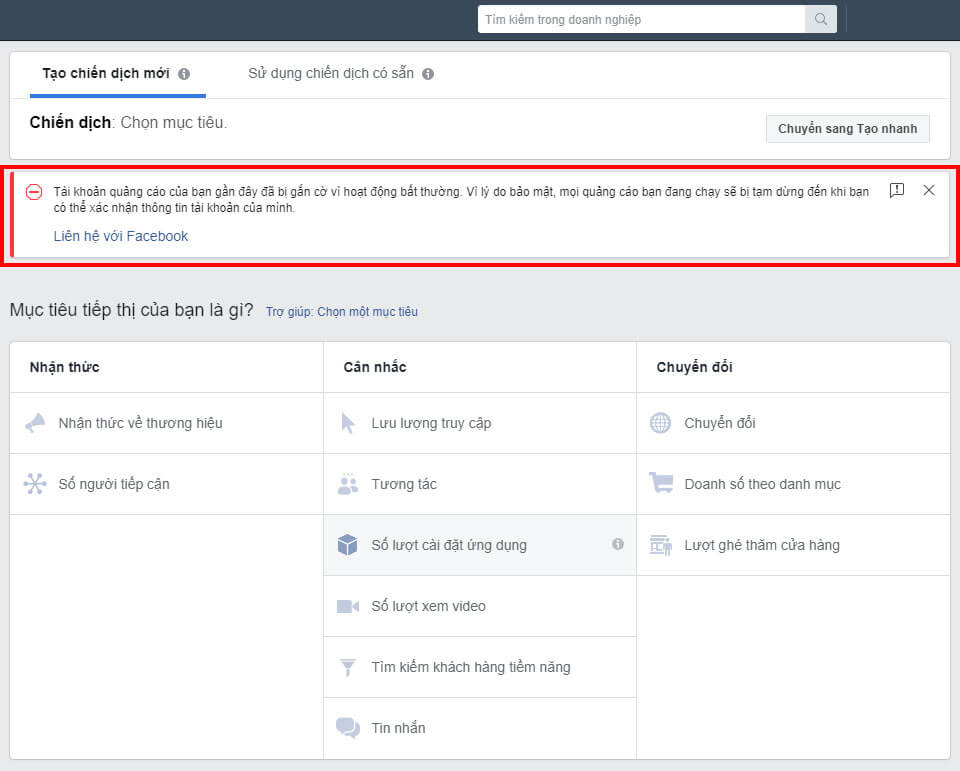 Tìm kiếm trong doanh nghiệp
Tạo chiến dịch mới
Sử dụng chiến dịch có sẵn
Chiến dịch: Chọn mục tiêu.
Chuyển sang Tạo nhanh
Tài khoản quảng cáo của bạn gần đây đã bị gắn cờ vì hoạt động bất thường. Vì lý do bảo mật, mọi quảng cáo bạn đang chạy sẽ bị tạm dừng đến khi bạn
có thể xác nhận thông tin tài khoản của mình.
Liên hệ với Facebook
Mục tiêu tiếp thị của bạn là gì? Trợ giúp: Chọn một mục tiêu
Nhận thức
Cân nhắc
Chuyển đổi
Nhận thức về thương hiệu
Lưu lượng truy cập
Chuyển đổi
Số người tiếp cận
Tương tác
Doanh số theo danh mục
Số lượt cài đặt ứng dụng
Lượt ghé thăm cửa hàng
Số lượt xem video
Tìm kiếm khách hàng tiềm năng
Tin nhắn